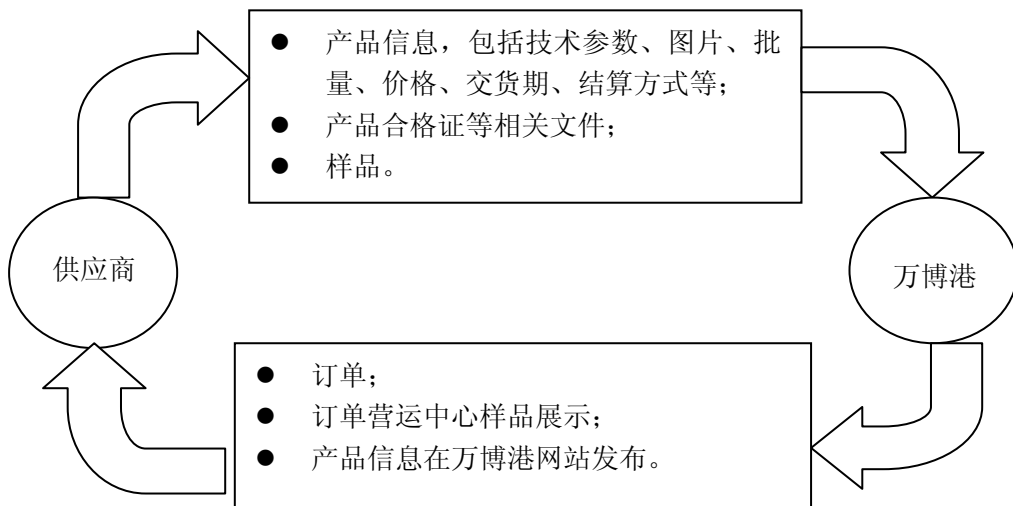 ● 产品信息，包括技术参数、图片、批
量、价格、交货期、结算方式等；
● 产品合格证等相关文件；
● 样品。
供应商
万博港
● 订单；
● 订单营运中心样品展示；
● 产品信息在万博港网站发布。